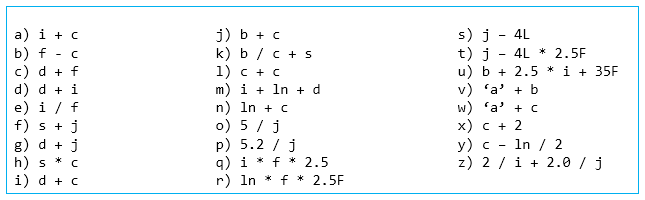 a) i + c
b) f - c
c) d + f
d) d + i
e) i / f
f) s + j
g) d + j
h) s * c
i) d + c
j) b + c
k) b / c + s
l) c + c
m) i + ln + d
n) ln + c
o) 5 / j
p) 5.2 / j
q) i * f * 2.5
r) ln * f * 2.5F
s) j – 4L
t) j – 4L * 2.5F
u) b + 2.5 * i + 35F
v) ‘a’ + b
w) ‘a’ + c
x) c + 2
y) c – ln / 2
z) 2 / i + 2.0 / j